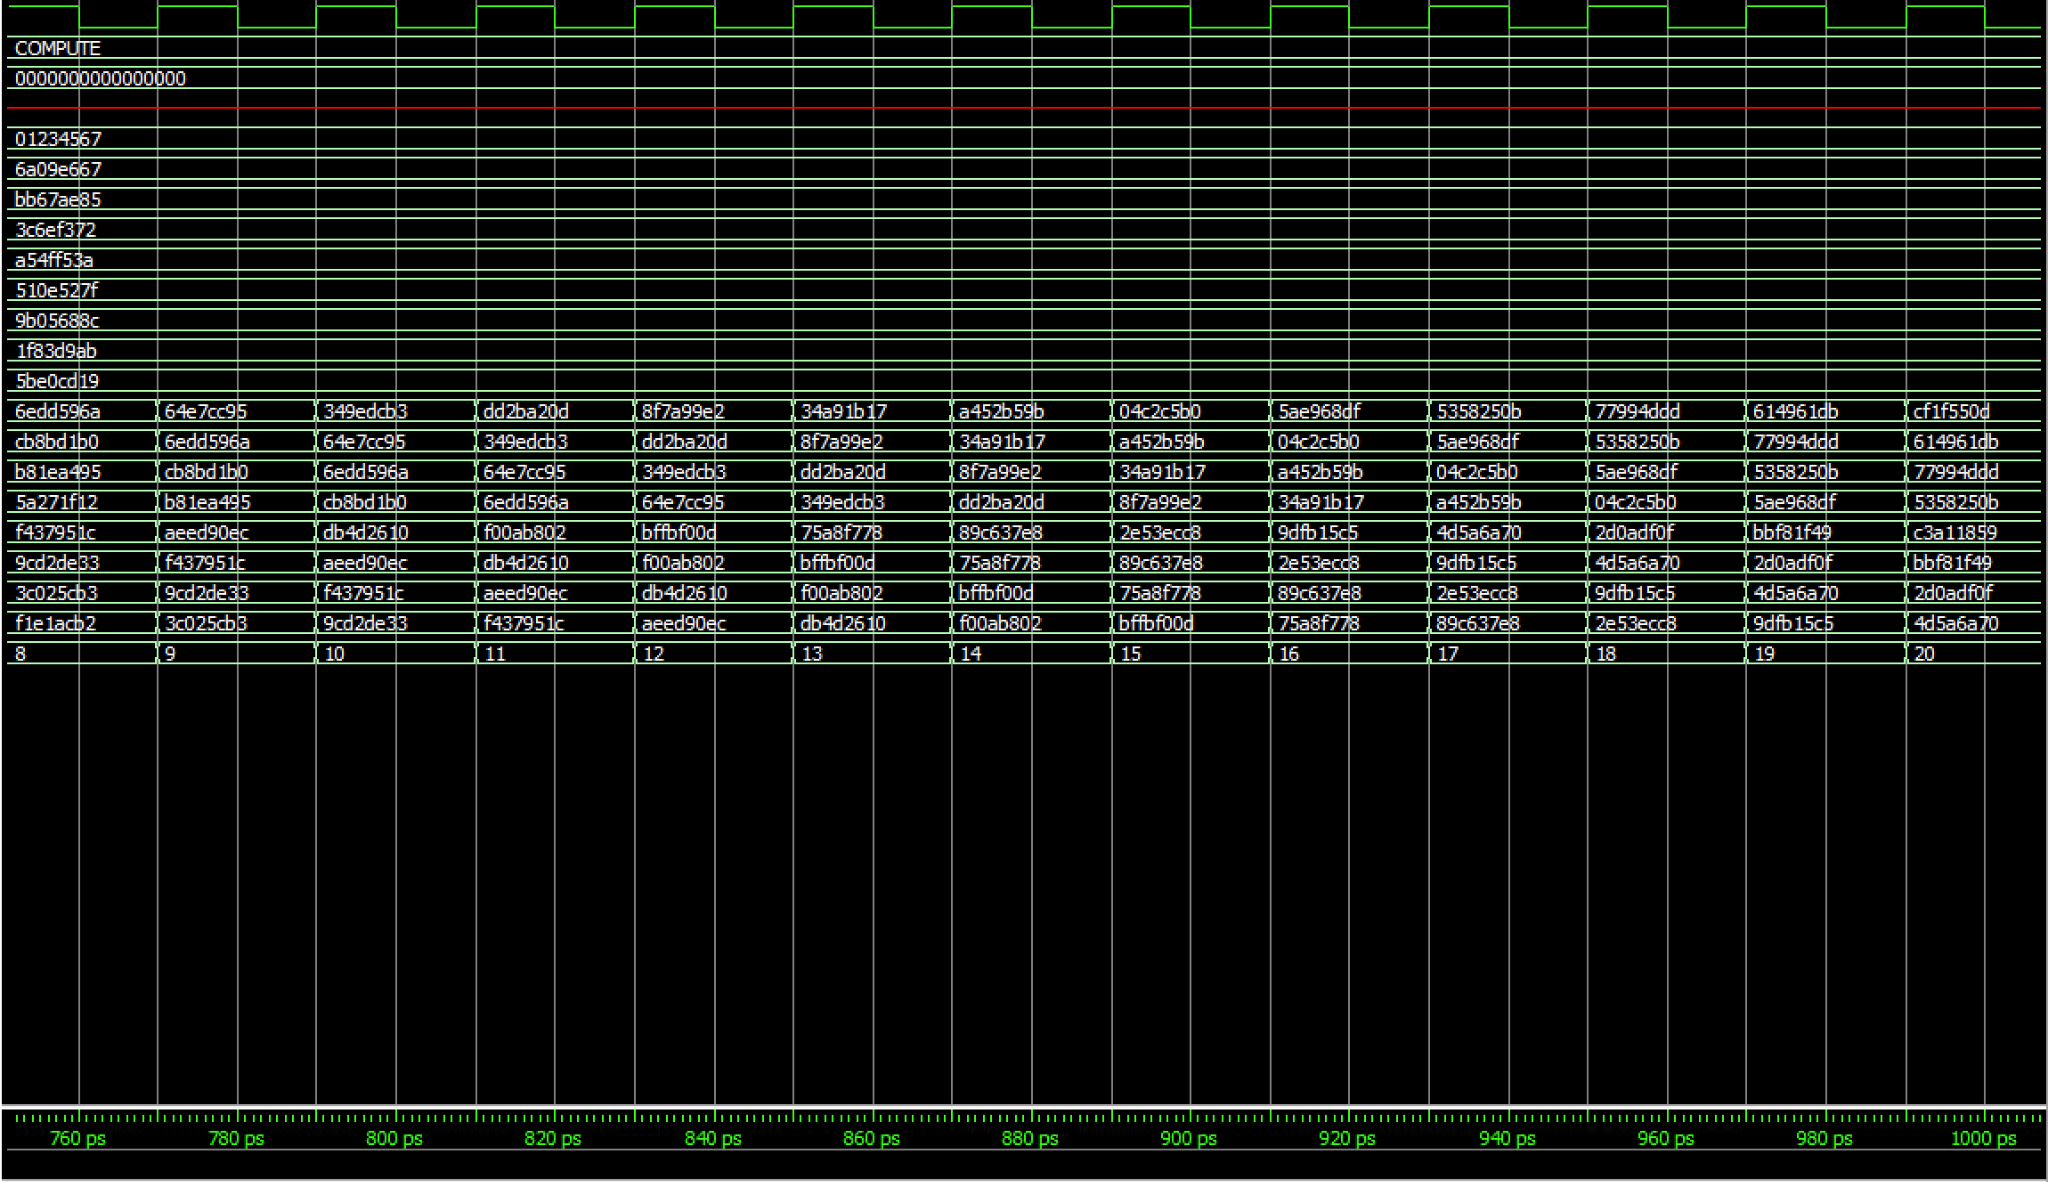 COMPUTE
0000000000000000
01234567
6a09e667
bb67ae85
3c6ef372
a54ff53a
510e527f
9b05688c
1f83d9ab
5be0cd19
6edd596a 64e7cc95 349edcb3 dd2ba20d 8f7a99e2 34a91b17 a452b59b 04c2c5b0 5ae968df 5358250b 77994ddd 614961db cf1f550d
cb8bd1b0 6edd596a 64e7cc95 349edcb3 dd2ba20d 8f7a99e2 34a91b17 a452b59b 04c2c5b0 5ae968df 5358250b 77994ddd 614961db
b81ea495 cb8bd1b0 6edd596a 64e7cc95 349edcb3 dd2ba20d 8f7a99e2 34a91b17 a452b59b 04c2c5b0 5ae968df 5358250b 77994ddd
5a271f12 b81ea495 cb8bd1b0 6edd596a 64e7cc95 349edcb3 dd2ba20d 8f7a99e2 34a91b17 a452b59b 04c2c5b0 5ae968df 5358250b
f437951c aeed90ec db4d2610 f00ab802 bffbf00d 75a8f778 89c637e8 2e53ecc8 9dfb15c5 4d5a6a70 2d0adf0f bbf81f49 c3a11859
9cd2de33 f437951c aeed90ec db4d2610 f00ab802 bffbf00d 75a8f778 89c637e8 2e53ecc8 9dfb15c5 4d5a6a70 2d0adf0f bbf81f49
3c025cb3 9cd2de33 f437951c aeed90ec db4d2610 f00ab802 bffbf00d 75a8f778 89c637e8 2e53ecc8 9dfb15c5 4d5a6a70 2d0adf0f
f1e1acb2 3c025cb3 9cd2de33 f437951c aeed90ec db4d2610 f00ab802 bffbf00d 75a8f778 89c637e8 2e53ecc8 9dfb15c5 4d5a6a70
8 9 10 11 12 13 14 15 16 17 18 19 20
760 ps 780 ps 800 ps 820 ps 840 ps 860 ps 880 ps 900 ps 920 ps 940 ps 960 ps 980 ps 1000 ps